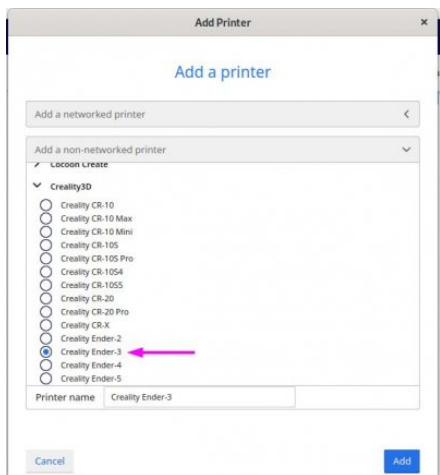 Add Printer
Add a printer
Add a networked printer
Add a non-networked printer
Cocoon Create
Creality3D
Creality CR-10
Creality CR-10 Max
Creality CR-10 Mini
Creality CR-10S
Creality CR-10S Pro
Creality CR-10S4
Creality CR-10S5
Creality CR-20
Creality CR-20 Pro
Creality CR-X
Creality Ender-2
Creality Ender-3
Creality Ender-4
Creality Ender-5
Printer name Creality Ender-3
Cancel Add